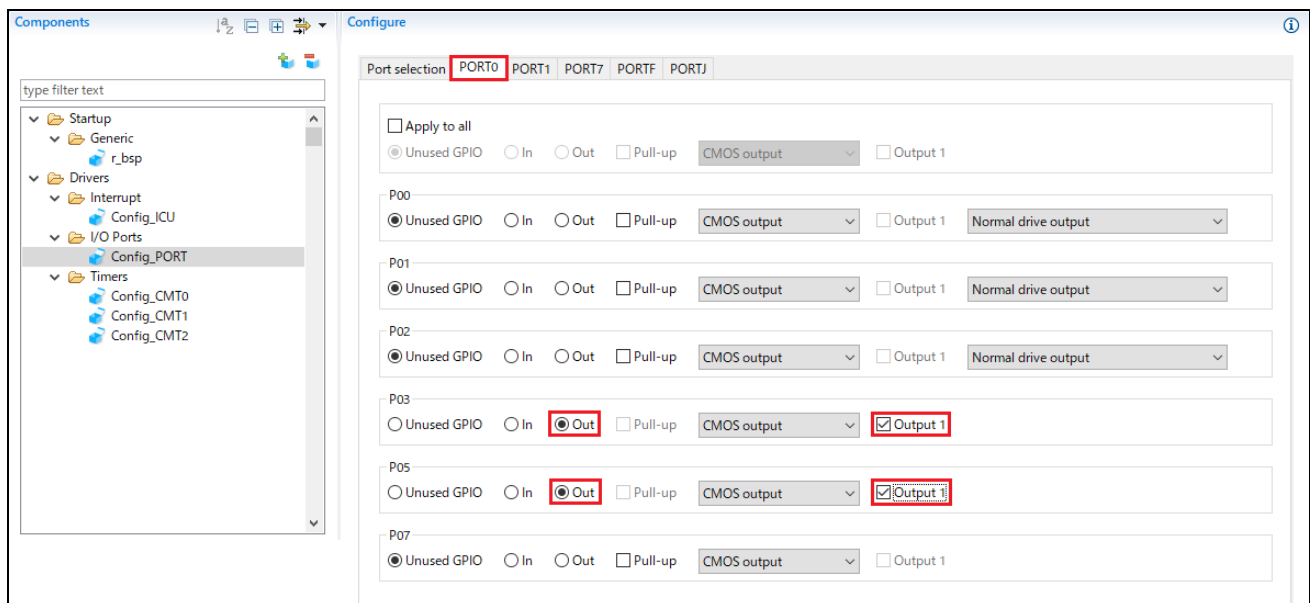 Components
type filter text
Startup
Generic
r_bsp
Drivers
Interrupt
Config_ICU
I/O Ports
Config_PORT
Timers
Config_CMT0
Config_CMT1
Config_CMT2
Configure
Port selection PORT0 PORT1 PORT7 PORTF PORTJ
Apply to all
Unused GPIO In Out Pull-up CMOS output Output 1
P00
Unused GPIO In Out Pull-up CMOS output Output 1 Normal drive output
P01
Unused GPIO In Out Pull-up CMOS output Output 1 Normal drive output
P02
Unused GPIO In Out Pull-up CMOS output Output 1 Normal drive output
P03
Unused GPIO In Out Pull-up CMOS output Output 1
P05
Unused GPIO In Out Pull-up CMOS output Output 1
P07
Unused GPIO In Out Pull-up CMOS output Output 1